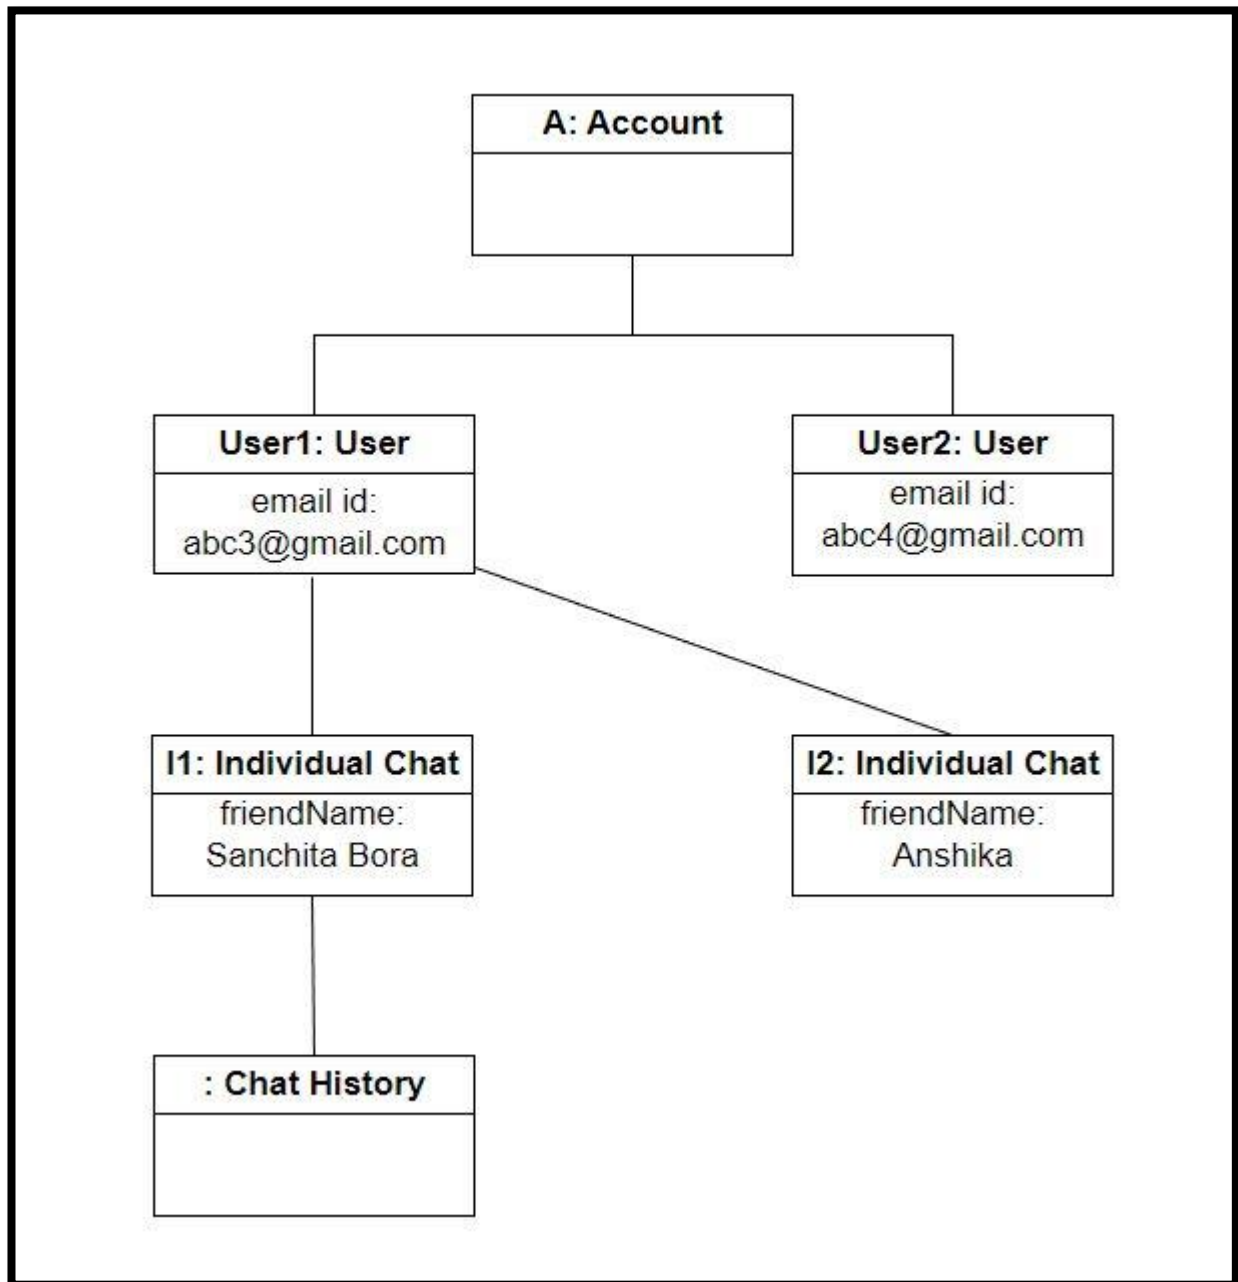 A: Account
User1: User
email id:
abc3@gmail.com
User2: User
email id:
abc4@gmail.com
I1: Individual Chat
friendName:
Sanchita Bora
I2: Individual Chat
friendName:
Anshika
: Chat History